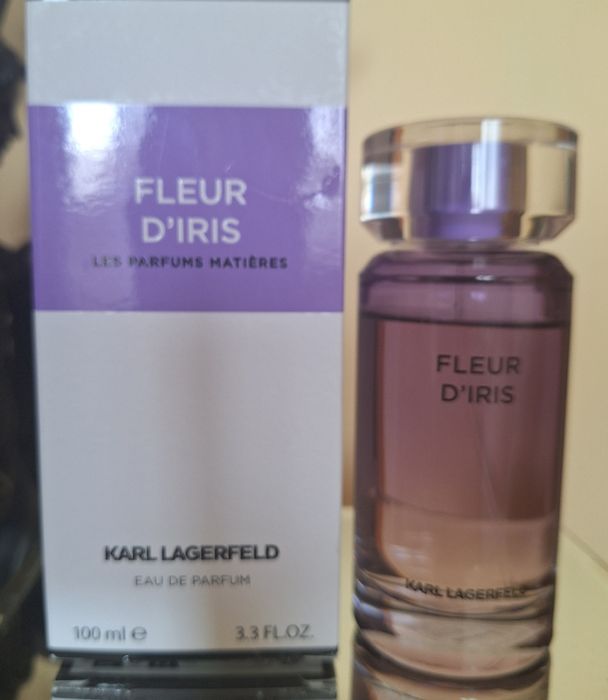 FLEUR
D'IRIS
LES PARFUMS MATIÈRES
KARL LAGERFELD
EAU DE PARFUM
100 ml ℮ 3.3 FL.OZ.
FLEUR
D'IRIS
KARL LAGERFELD